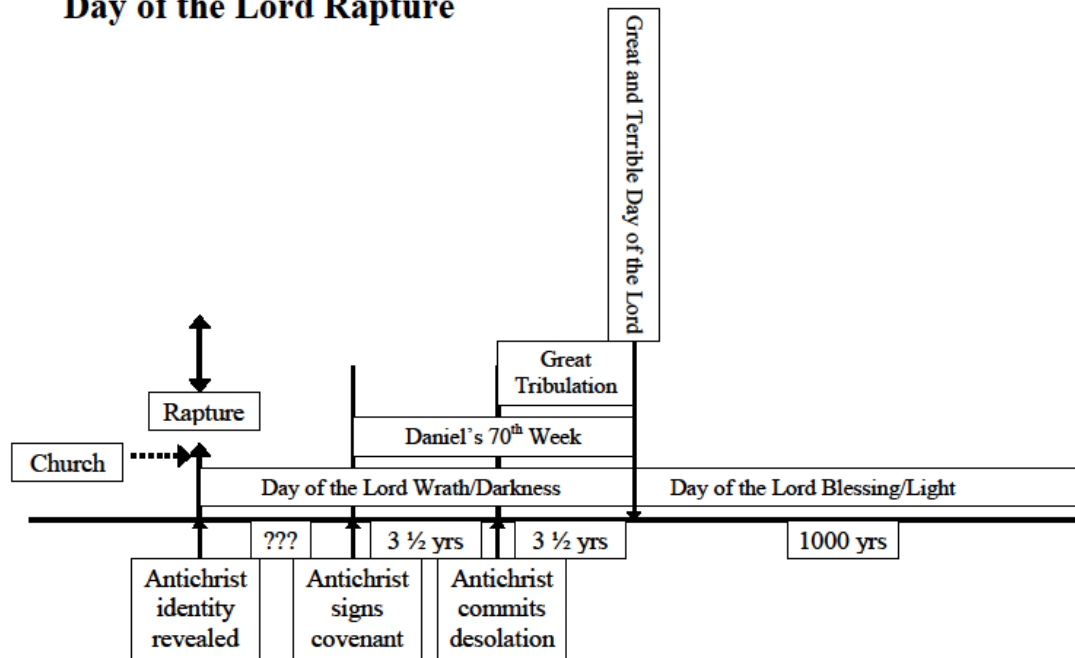 Day of the Lord Rapture
Great and Terrible Day of the Lord
Great
Tribulation
Rapture
Daniel's 70th Week
Church
Day of the Lord Wrath/Darkness
Day of the Lord Blessing/Light
???
3 ½ yrs
3 ½ yrs
1000 yrs
Antichrist
identity
revealed
Antichrist
signs
covenant
Antichrist
commits
desolation